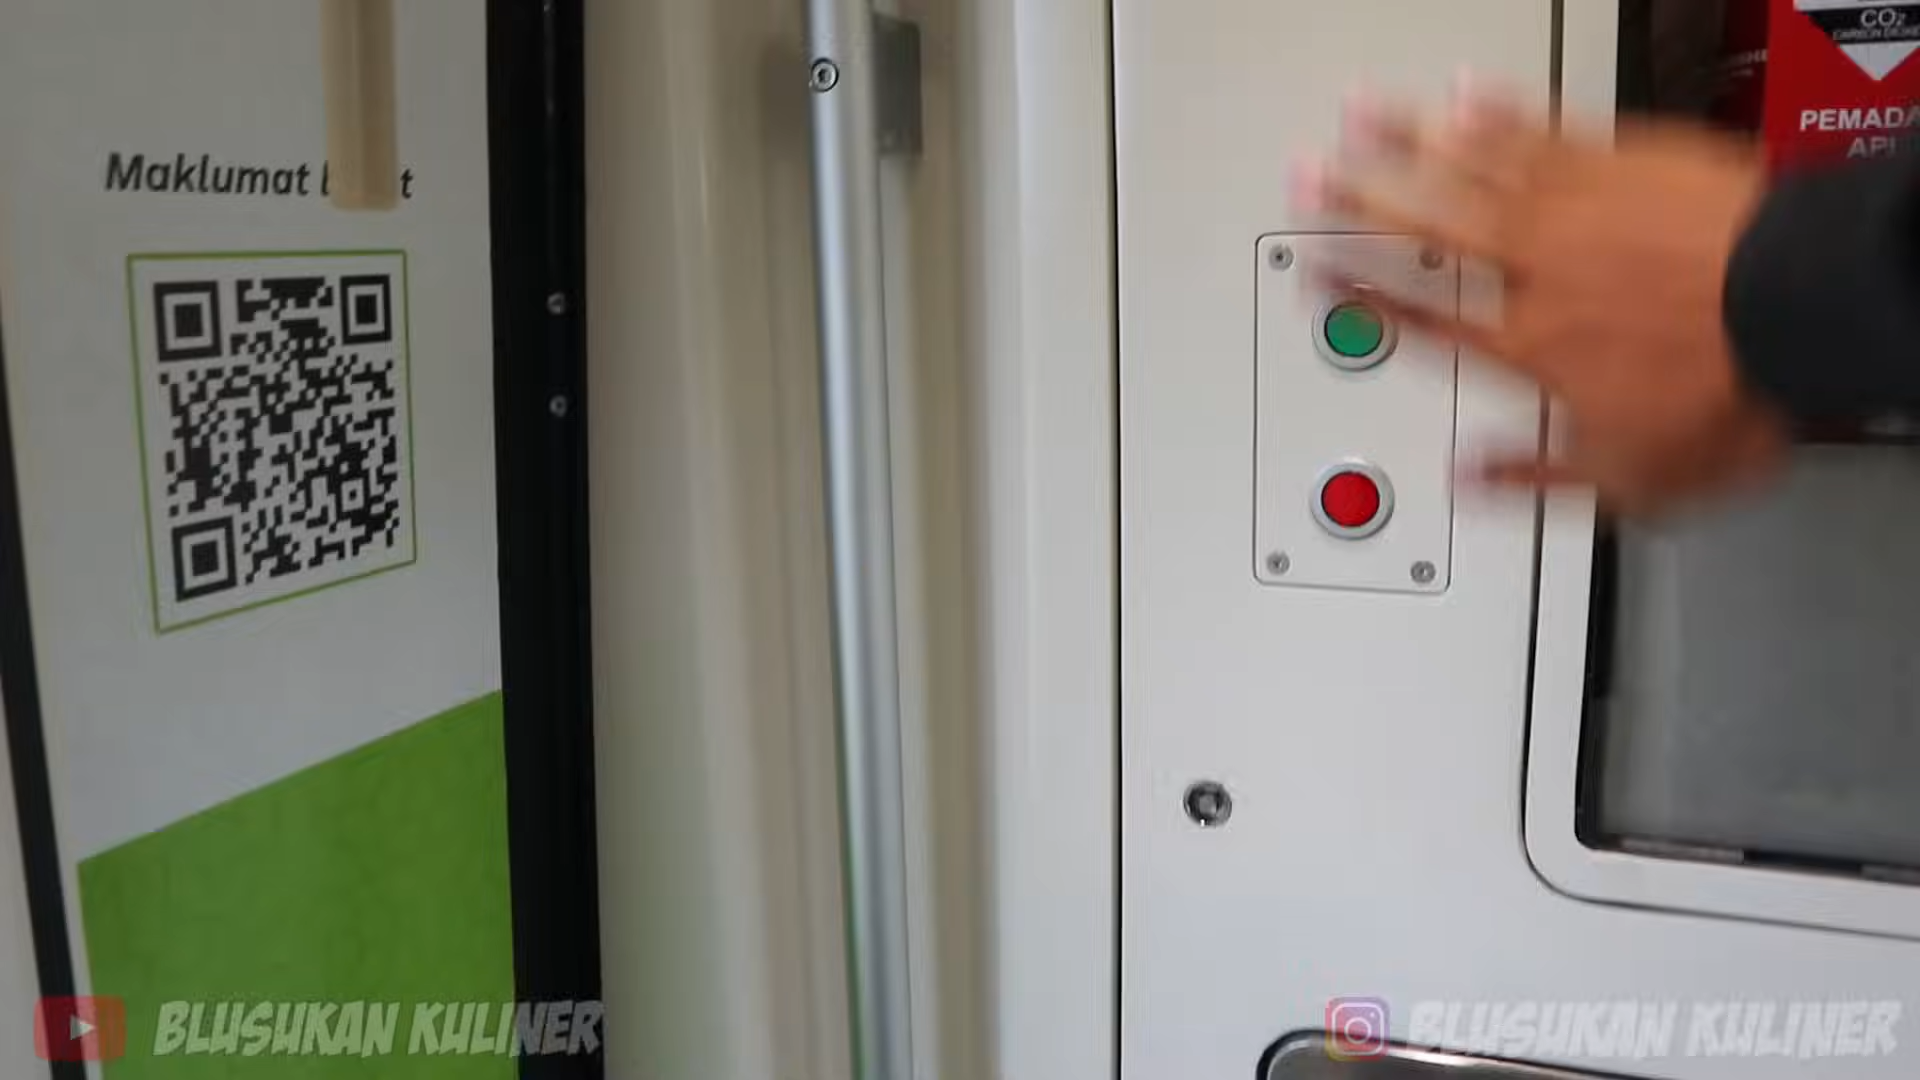 Maklumat
CO₂
PEMADA
API
BLUSUKAN KULINER
BLUSUKAN KULINER